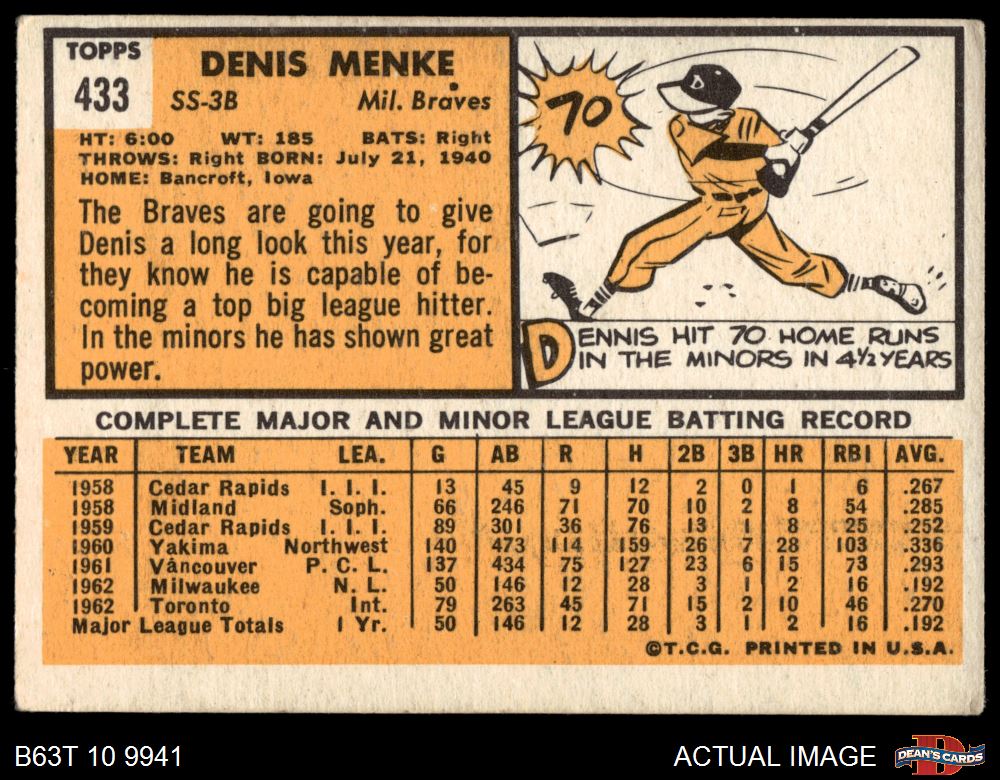 TOPPS
433
DENIS MENKE
SS-3B Mil. Braves
HT: 6:00 WT: 185 BATS: Right
THROWS: Right BORN: July 21, 1940
HOME: Bancroft, Iowa
The Braves are going to give
Denis a long look this year, for
they know he is capable of be-
coming a top big league hitter.
In the minors he has shown great
power.
70
D
DENNIS HIT 70 HOME RUNS
IN THE MINORS IN 4½ YEARS
COMPLETE MAJOR AND MINOR LEAGUE BATTING RECORD
YEAR TEAM LEA. G AB R H 2B 3B HR RBI AVG.
1958 Cedar Rapids I. I. I. 13 45 9 12 2 0 1 6 .267
1958 Midland Soph. 66 246 71 70 10 2 8 54 .285
1959 Cedar Rapids I. I. I. 89 301 36 76 13 1 8 25 .252
1960 Yakima Northwest 140 473 114 159 26 7 28 103 .336
1961 Vancouver P. C. L. 137 434 75 127 23 6 15 73 .293
1962 Milwaukee N. L. 50 146 12 28 3 1 2 16 .192
1962 Toronto Int. 79 263 45 71 15 2 10 46 .270
Major League Totals 1 Yr. 50 146 12 28 3 1 2 16 .192
©T.C.G. PRINTED IN U.S.A.
B63T 10 9941 ACTUAL IMAGE
D
DEAN'S CARDS